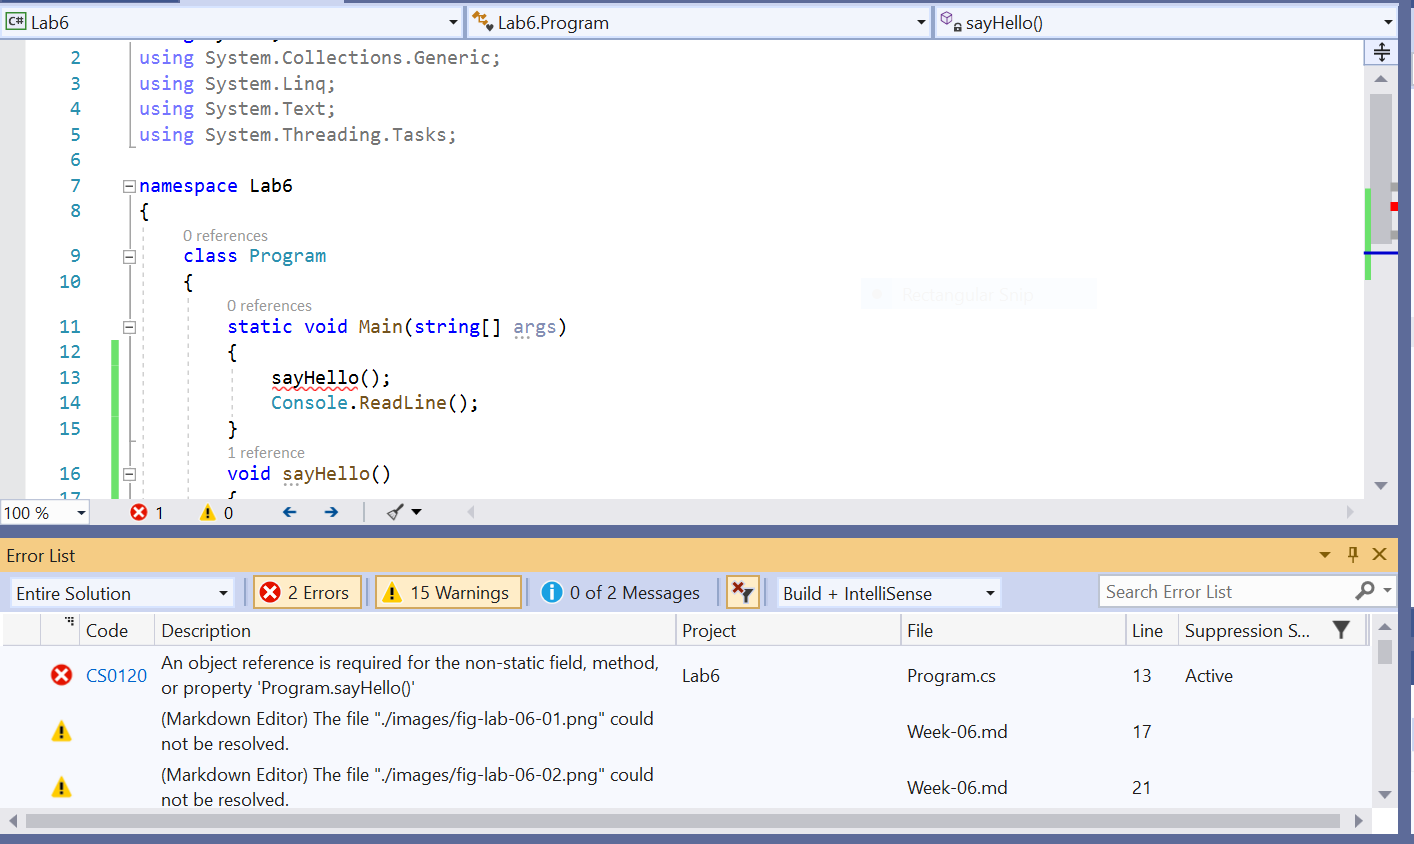 C# Lab6
Lab6.Program
sayHello()
2 using System.Collections.Generic;
3 using System.Linq;
4 using System.Text;
5 using System.Threading.Tasks;
6
7 namespace Lab6
8 {
0 references
9 class Program
10 {
0 references
11 static void Main(string[] args)
12 {
13 sayHello();
14 Console.ReadLine();
15 }
1 reference
16 void sayHello()
17 {
Rectangular Snip
100 % 1 0
Error List
Entire Solution 2 Errors 15 Warnings 0 of 2 Messages Build + IntelliSense Search Error List
Code Description Project File Line Suppression S...
CS0120 An object reference is required for the non-static field, method, or property 'Program.sayHello()' Lab6 Program.cs 13 Active
(Markdown Editor) The file "./images/fig-lab-06-01.png" could not be resolved. Week-06.md 17
(Markdown Editor) The file "./images/fig-lab-06-02.png" could not be resolved. Week-06.md 21